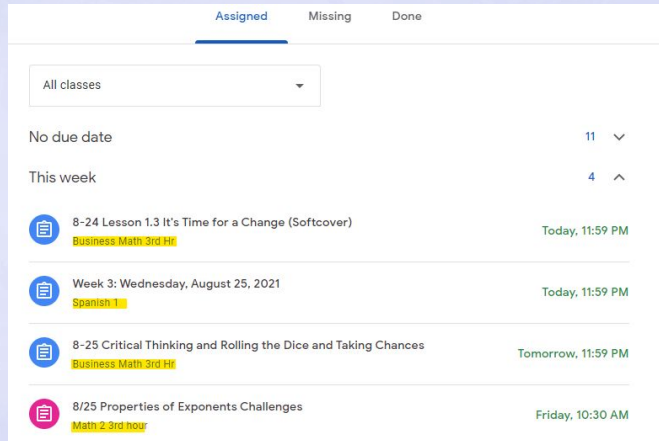 Assigned Missing Done
All classes
No due date 11
This week 4
8-24 Lesson 1.3 It's Time for a Change (Softcover)
Business Math 3rd Hr
Today, 11:59 PM
Week 3: Wednesday, August 25, 2021
Spanish 1
Today, 11:59 PM
8-25 Critical Thinking and Rolling the Dice and Taking Chances
Business Math 3rd Hr
Tomorrow, 11:59 PM
8/25 Properties of Exponents Challenges
Math 2 3rd hour
Friday, 10:30 AM